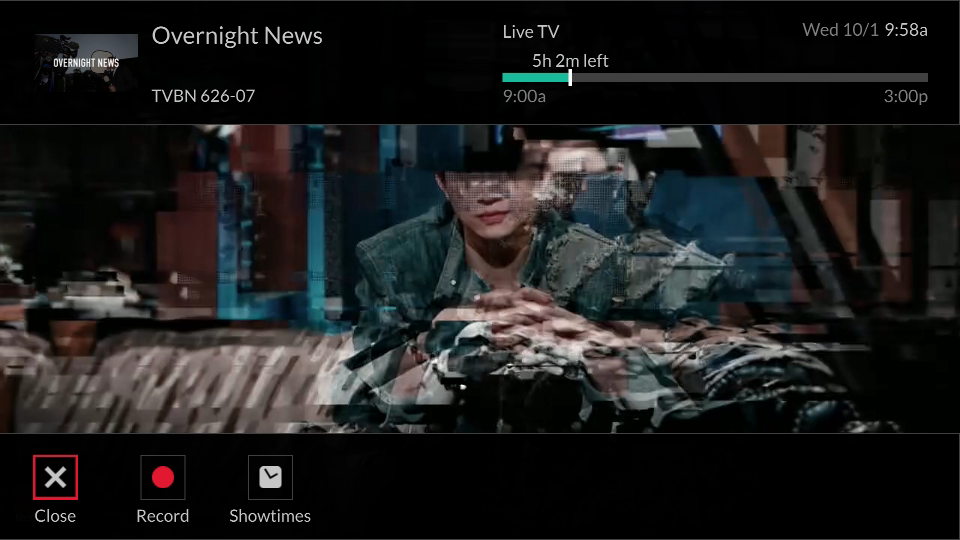 OVERNIGHT NEWS
Overnight News
TVBN 626-07
Live TV
Wed 10/1 9:58a
5h 2m left
9:00a
3:00p
Close
Record
Showtimes